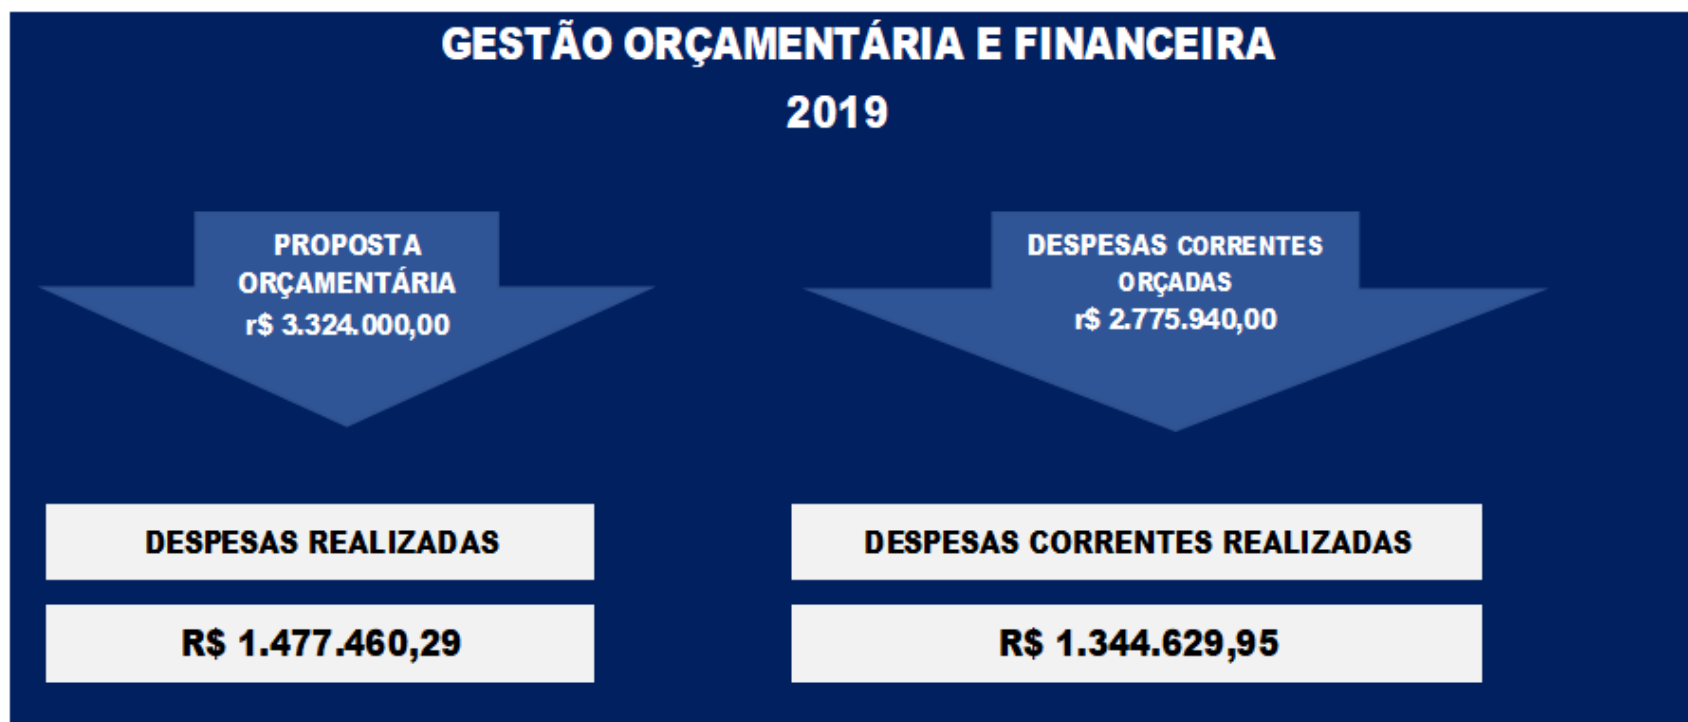 GESTÃO ORÇAMENTÁRIA E FINANCEIRA
2019
PROPOSTA
ORÇAMENTÁRIA
r$ 3.324.000,00
DESPESAS CORRENTES
ORÇADAS
r$ 2.775.940,00
DESPESAS REALIZADAS
R$ 1.477.460,29
DESPESAS CORRENTES REALIZADAS
R$ 1.344.629,95